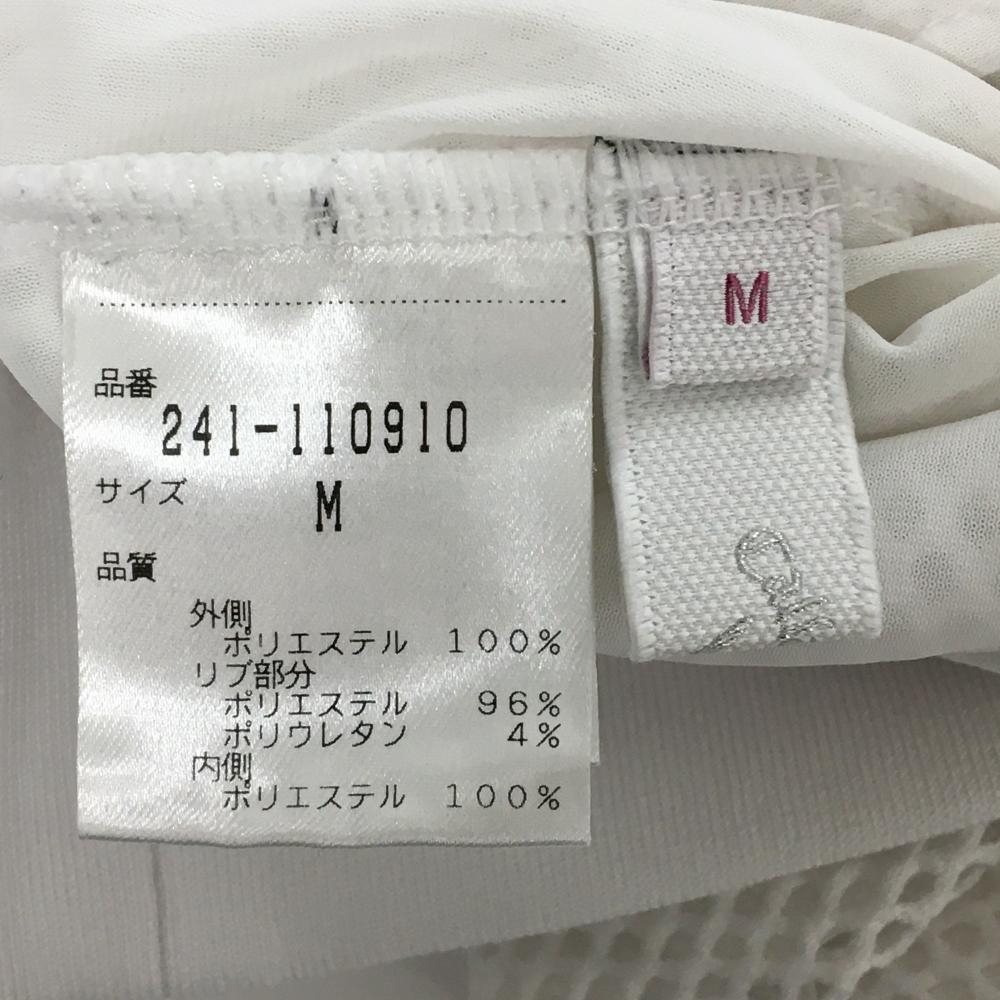 品番
241-110910
サイズ
M
品質
外側
ポリエステル 100%
リブ部分
ポリエステル 96%
ポリウレタン 4%
内側
ポリエステル 100%
M